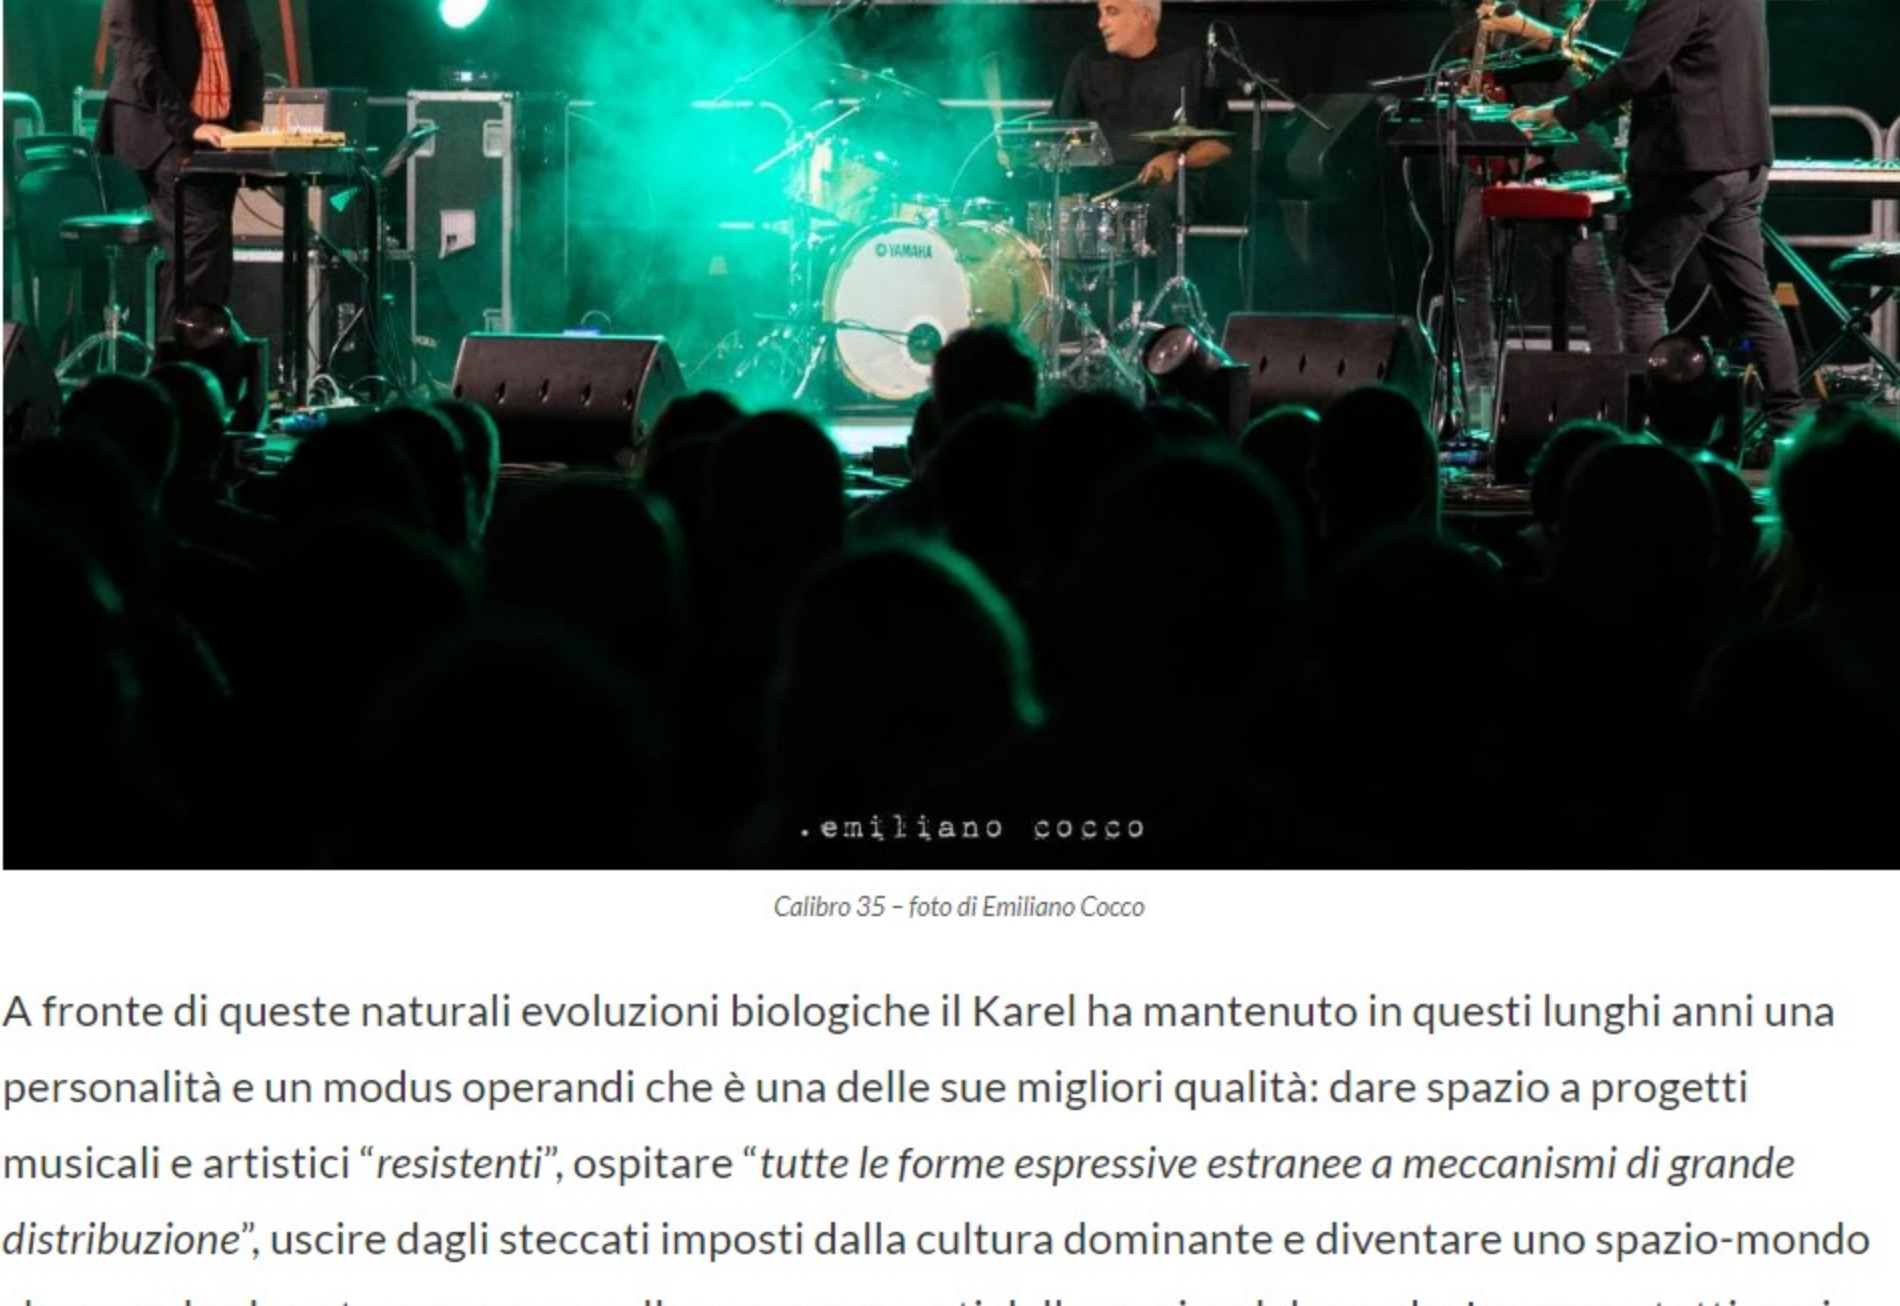 YAMAHA
.emiliano cocco
Calibro 35 – foto di Emiliano Cocco
A fronte di queste naturali evoluzioni biologiche il Karel ha mantenuto in questi lunghi anni una
personalità e un modus operandi che è una delle sue migliori qualità: dare spazio a progetti
musicali e artistici “resistenti”, ospitare “tutte le forme espressive estranee a meccanismi di grande
distribuzione”, uscire dagli steccati imposti dalla cultura dominante e diventare uno spazio-mondo